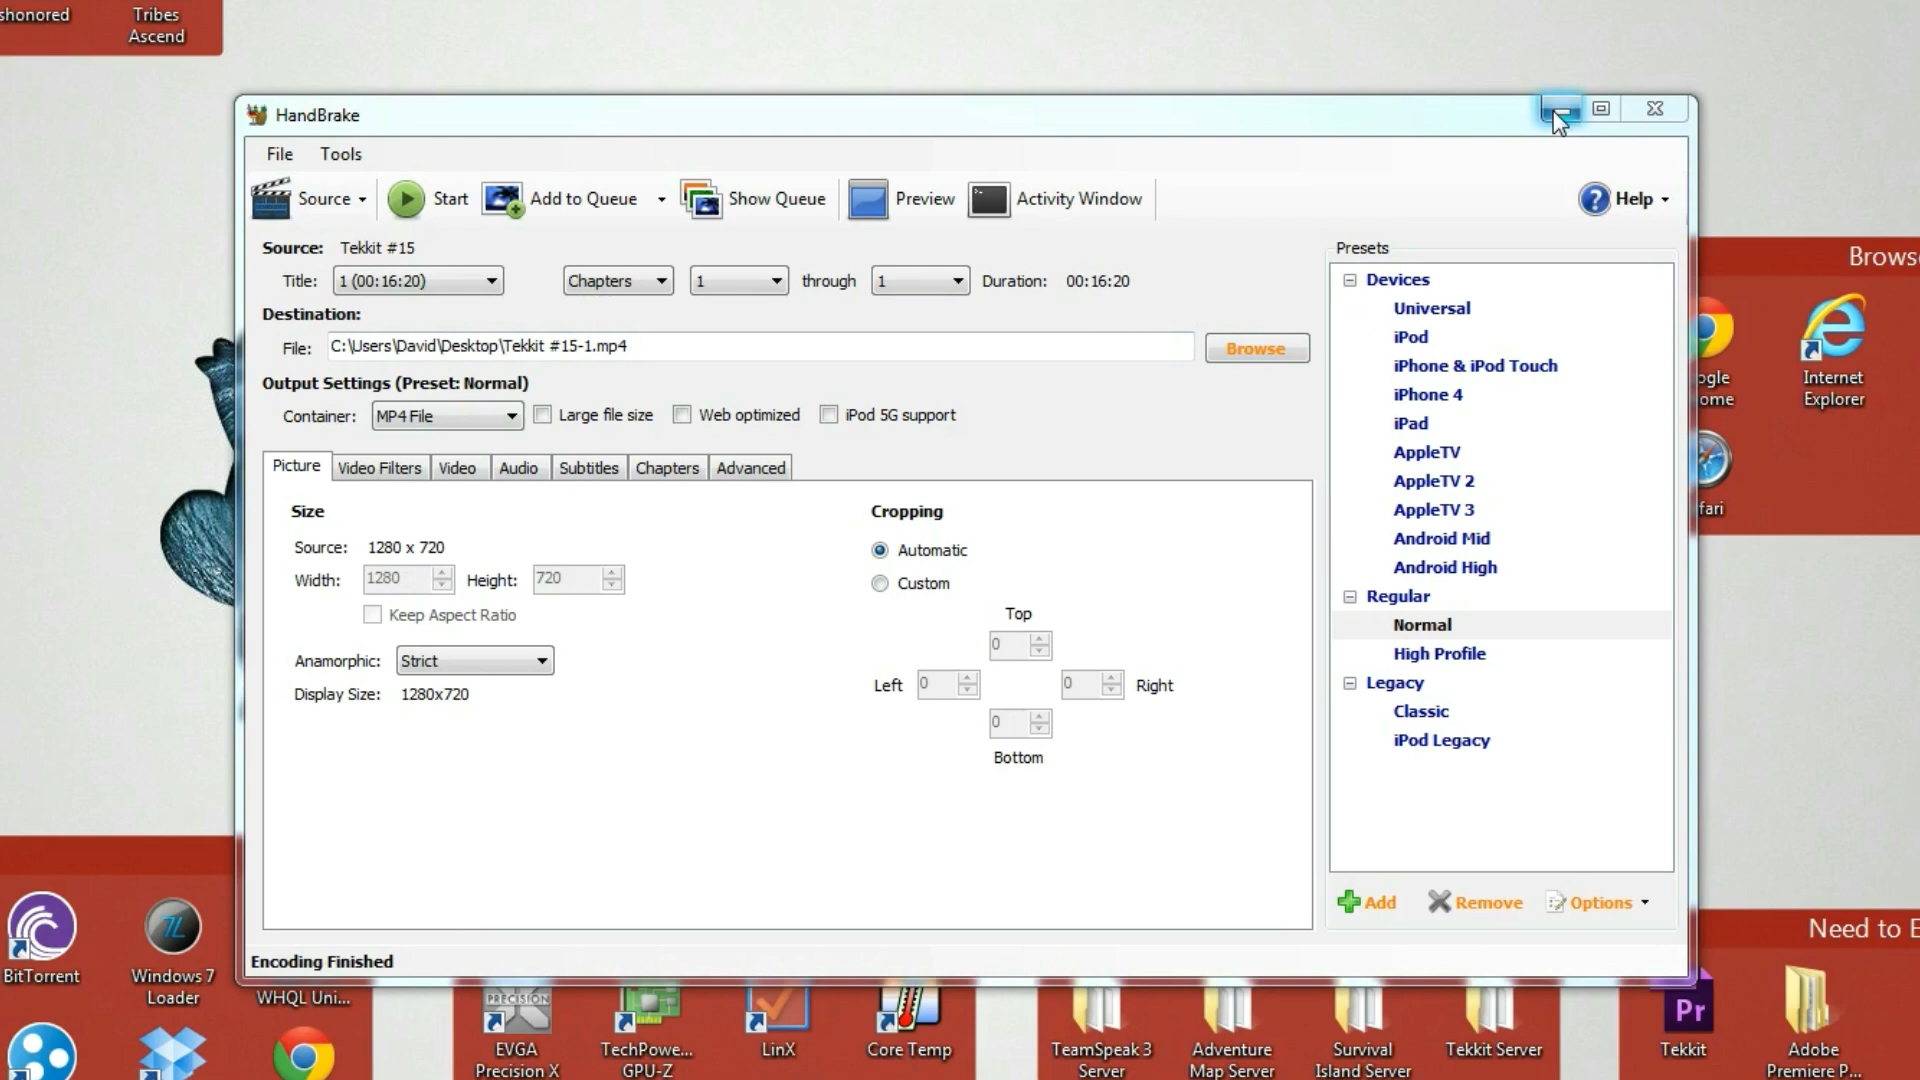 shonored
Tribes
Ascend
HandBrake
File Tools
Source Start Add to Queue Show Queue Preview Activity Window Help
Source: Tekkit #15
Title: 1 (00:16:20) Chapters 1 through 1 Duration: 00:16:20
Destination:
File: C:\Users\David\Desktop\Tekkit #15-1.mp4 Browse
Output Settings (Preset: Normal)
Container: MP4 File Large file size Web optimized iPod 5G support
Picture Video Filters Video Audio Subtitles Chapters Advanced
Size
Source: 1280 x 720
Width: 1280 Height: 720
Keep Aspect Ratio
Anamorphic: Strict
Display Size: 1280x720
Cropping
Automatic
Custom
Top
0
Left 0 0 Right
0
Bottom
Presets
Devices
Universal
iPod
iPhone & iPod Touch
iPhone 4
iPad
AppleTV
AppleTV 2
AppleTV 3
Android Mid
Android High
Regular
Normal
High Profile
Legacy
Classic
iPod Legacy
Add Remove Options
Encoding Finished
Brows
ogle
ome
Internet
Explorer
fari
Need to E
BitTorrent
Windows 7
Loader
WHQL Uni...
PRECISION
EVGA
Precision X
TechPowe...
GPU-Z
LinX
Core Temp
TeamSpeak 3
Server
Adventure
Map Server
Survival
Island Server
Tekkit Server
Pr
Tekkit
Adobe
Premiere P...